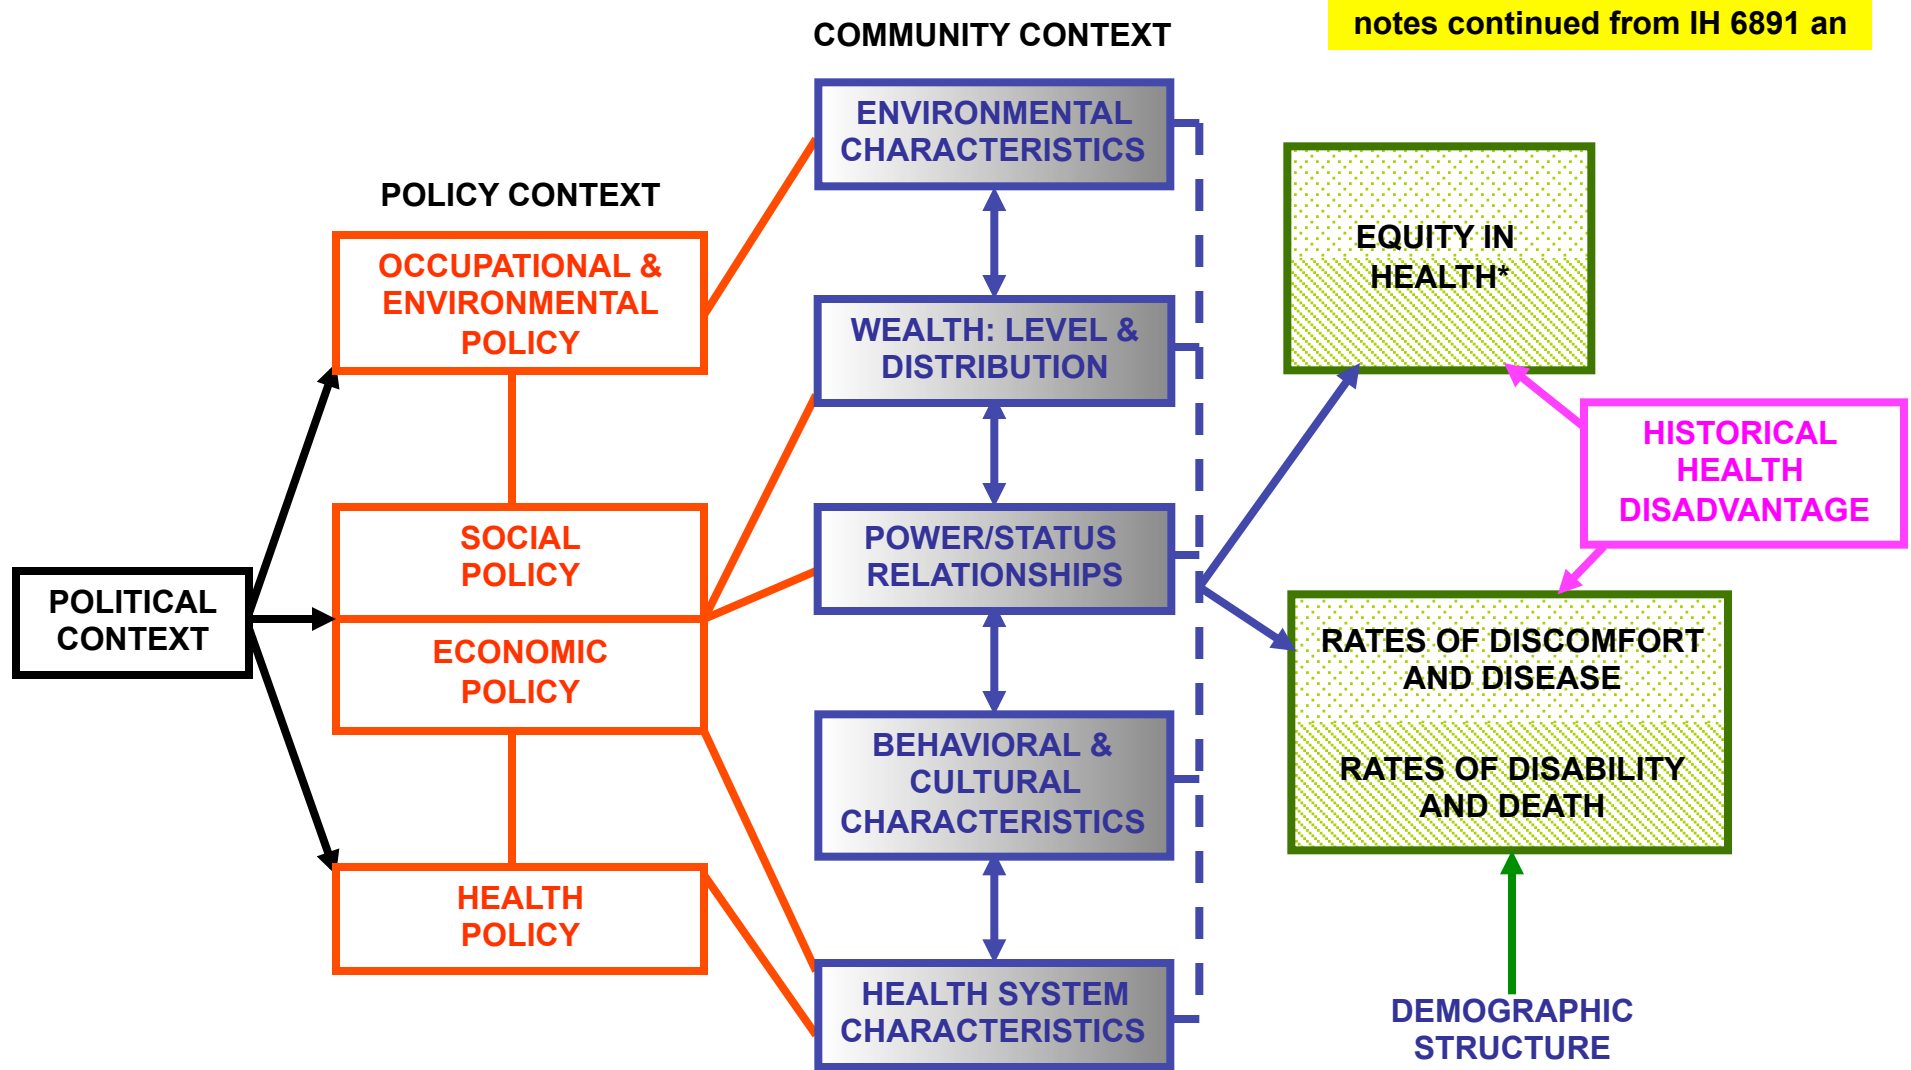 notes continued from IH 6891 an
COMMUNITY CONTEXT
POLICY CONTEXT
POLITICAL
CONTEXT
OCCUPATIONAL &
ENVIRONMENTAL
POLICY
SOCIAL
POLICY
ECONOMIC
POLICY
HEALTH
POLICY
ENVIRONMENTAL
CHARACTERISTICS
WEALTH: LEVEL &
DISTRIBUTION
POWER/STATUS
RELATIONSHIPS
BEHAVIORAL &
CULTURAL
CHARACTERISTICS
HEALTH SYSTEM
CHARACTERISTICS
EQUITY IN
HEALTH*
HISTORICAL
HEALTH
DISADVANTAGE
RATES OF DISCOMFORT
AND DISEASE
RATES OF DISABILITY
AND DEATH
DEMOGRAPHIC
STRUCTURE